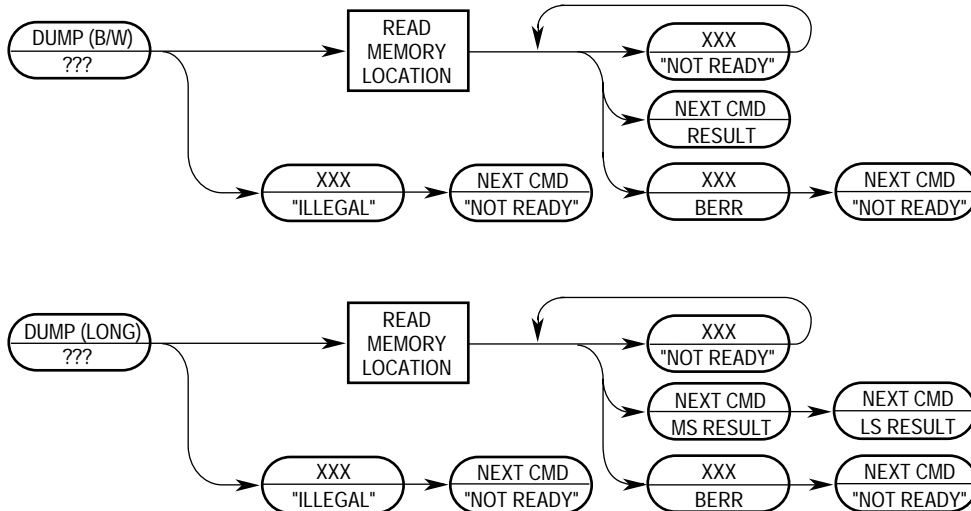 DUMP (B/W)
???
READ
MEMORY
LOCATION
XXX
"NOT READY"
NEXT CMD
RESULT
XXX
"ILLEGAL"
NEXT CMD
"NOT READY"
XXX
BERR
NEXT CMD
"NOT READY"
DUMP (LONG)
???
READ
MEMORY
LOCATION
XXX
"NOT READY"
NEXT CMD
MS RESULT
NEXT CMD
LS RESULT
XXX
"ILLEGAL"
NEXT CMD
"NOT READY"
XXX
BERR
NEXT CMD
"NOT READY"